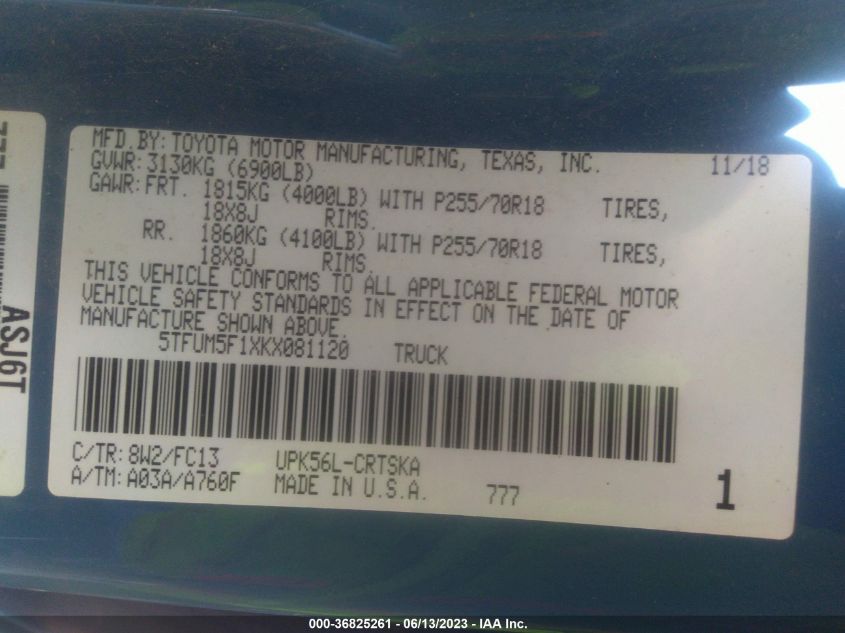 MFD.BY:TOYOTA MOTOR MANUFACTURING, TEXAS, INC. 11/18
GVWR:3130KG (6900LB)
GAWR:FRT. 1815KG (4000LB) WITH P255/70R18 TIRES,
18X8J RIMS.
RR. 1860KG (4100LB) WITH P255/70R18 TIRES,
18X8J RIMS.
THIS VEHICLE CONFORMS TO ALL APPLICABLE FEDERAL MOTOR
VEHICLE SAFETY STANDARDS IN EFFECT ON THE DATE OF
MANUFACTURE SHOWN ABOVE.
5TFUM5F1XKX081120 TRUCK
C/TR:8W2/FC13 UPK56L-CRTSKA
A/TM:A03A/A760F MADE IN U.S.A. 777 1
777
ASJ6T
000-36825261 - 06/13/2023 - IAA Inc.